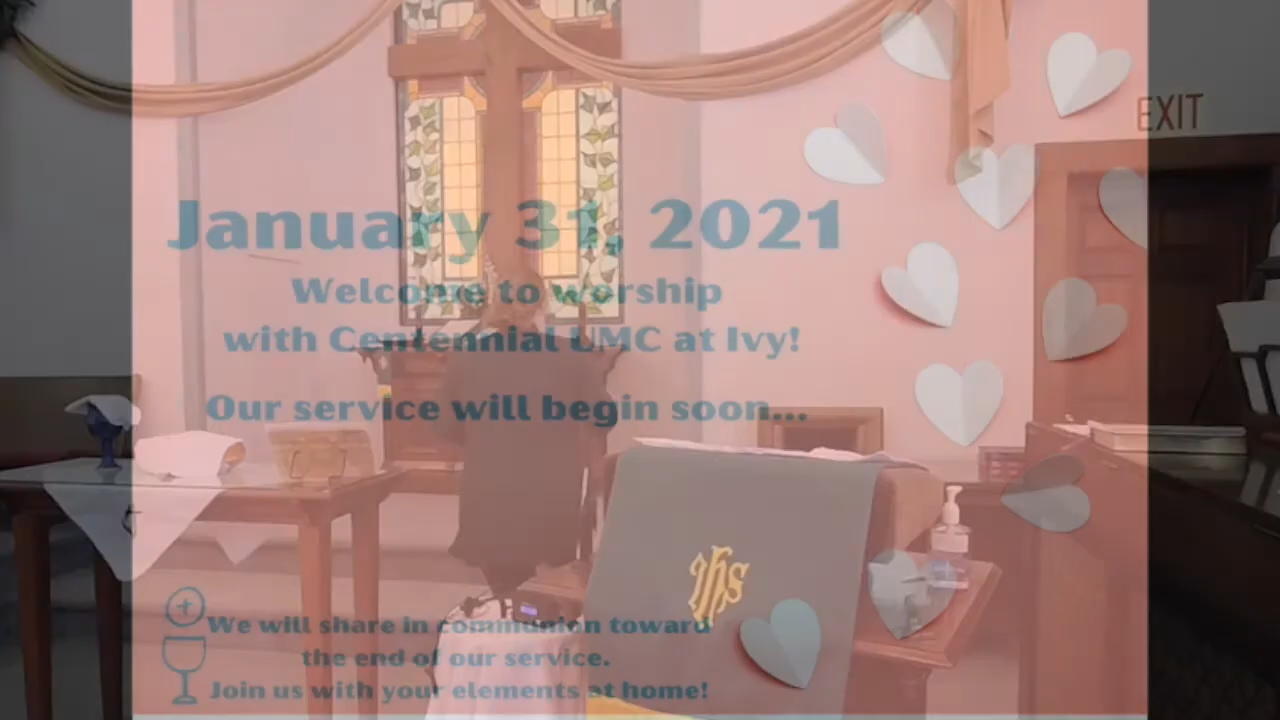 EXIT
January 31, 2021
Welcome to worship
with Centennial UMC at Ivy!
Our service will begin soon...
ihs
We will share in communion toward
the end of our service.
Join us with your elements at home!